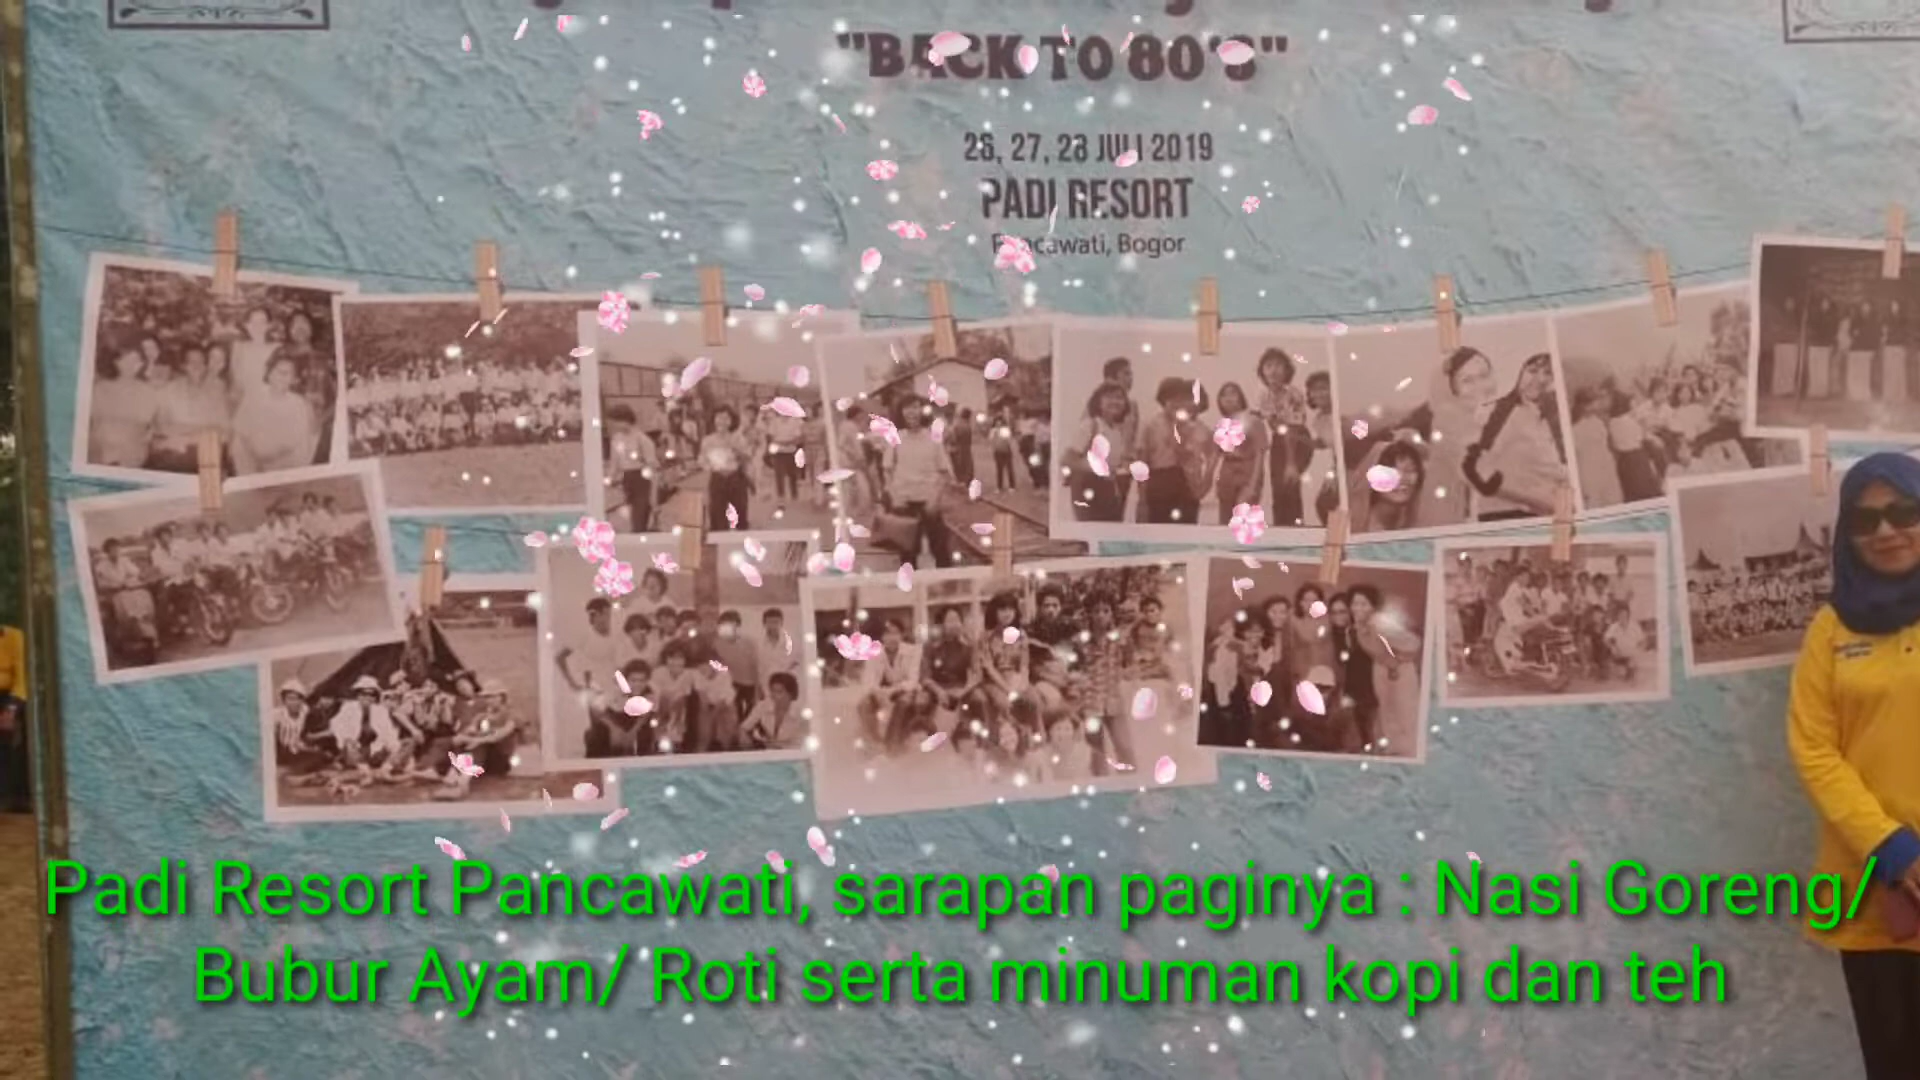 "BACK TO 80'S"
26, 27, 28 JULI 2019
PADI RESORT
Pancawati, Bogor
Padi Resort Pancawati, sarapan paginya : Nasi Goreng/
Bubur Ayam/ Roti serta minuman kopi dan teh